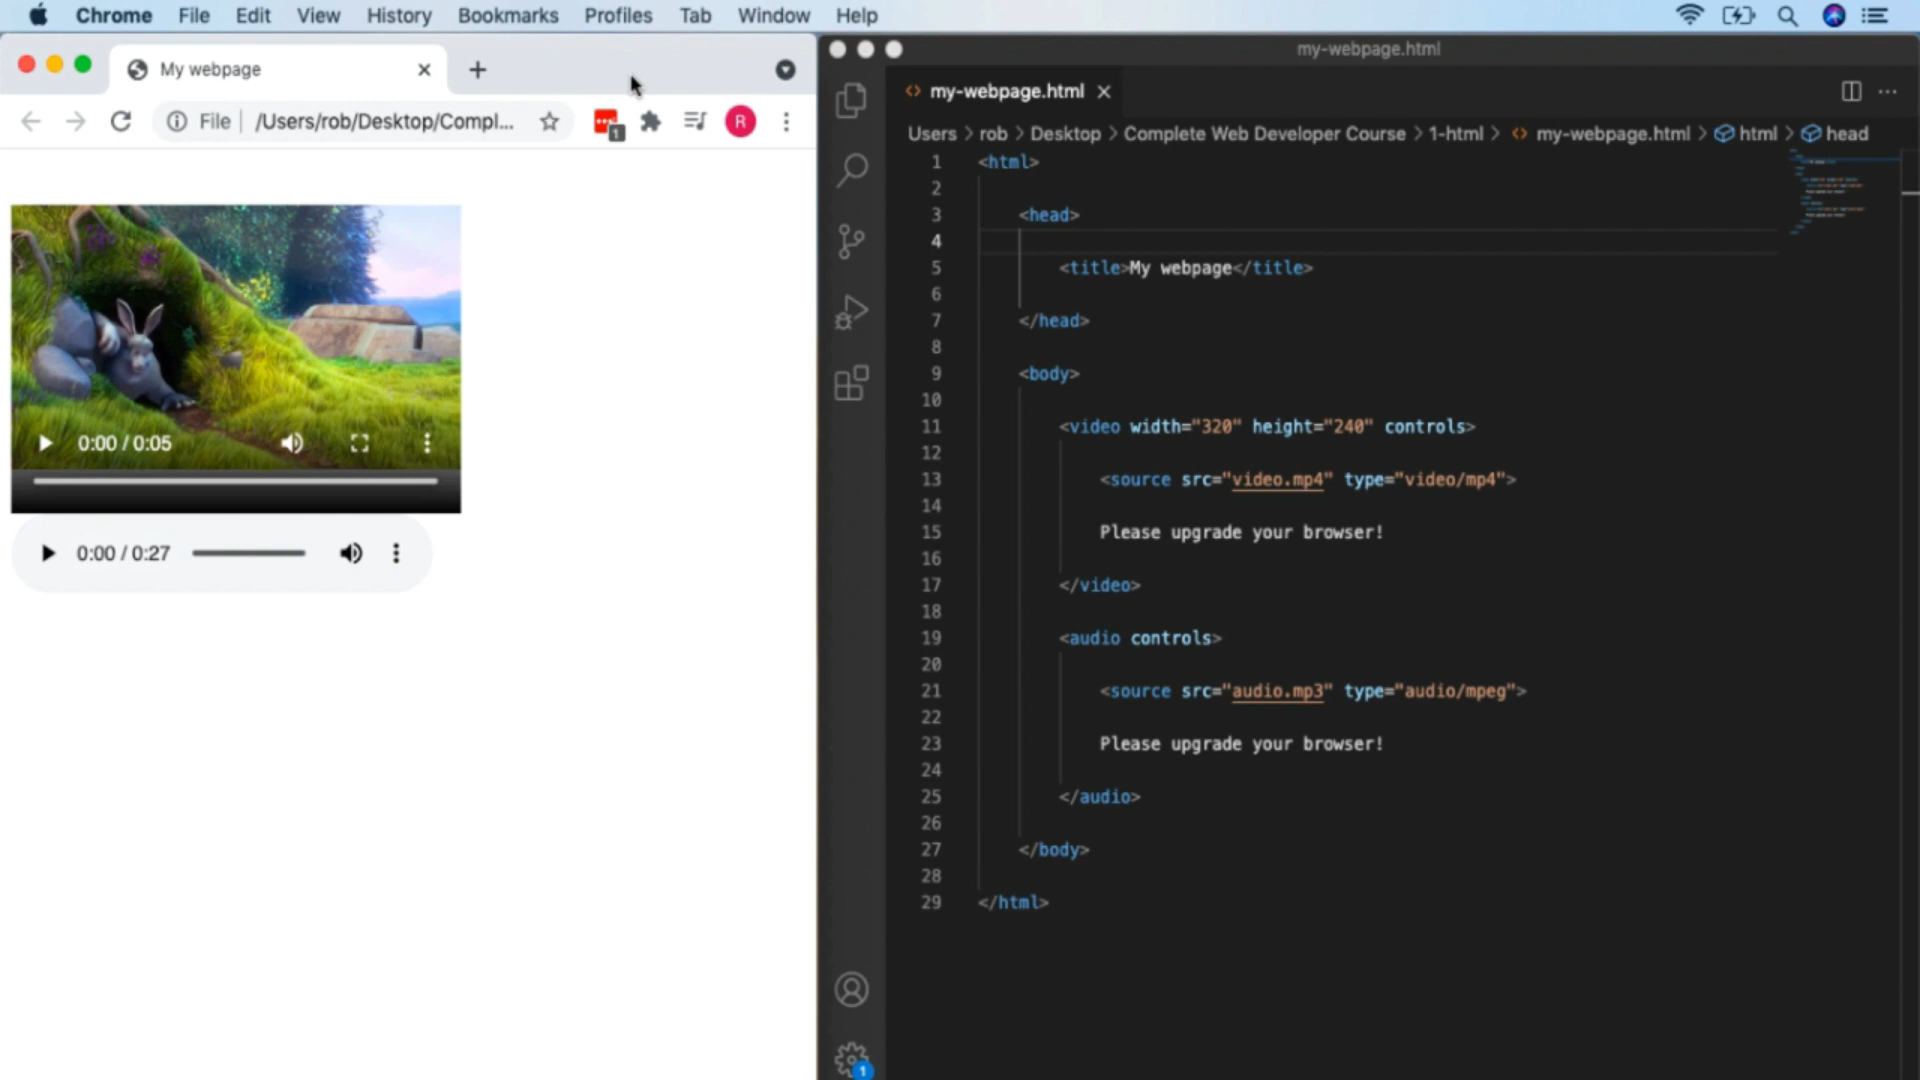 Chrome File Edit View History Bookmarks Profiles Tab Window Help
My webpage
File /Users/rob/Desktop/Compl...
1
R
0:00 / 0:05
0:00 / 0:27
my-webpage.html
my-webpage.html
Users > rob > Desktop > Complete Web Developer Course > 1-html > <> my-webpage.html > html > head
1 <html>
2
3 <head>
4
5 <title>My webpage</title>
6
7 </head>
8
9 <body>
10
11 <video width="320" height="240" controls>
12
13 <source src="video.mp4" type="video/mp4">
14
15 Please upgrade your browser!
16
17 </video>
18
19 <audio controls>
20
21 <source src="audio.mp3" type="audio/mpeg">
22
23 Please upgrade your browser!
24
25 </audio>
26
27 </body>
28
29 </html>
1